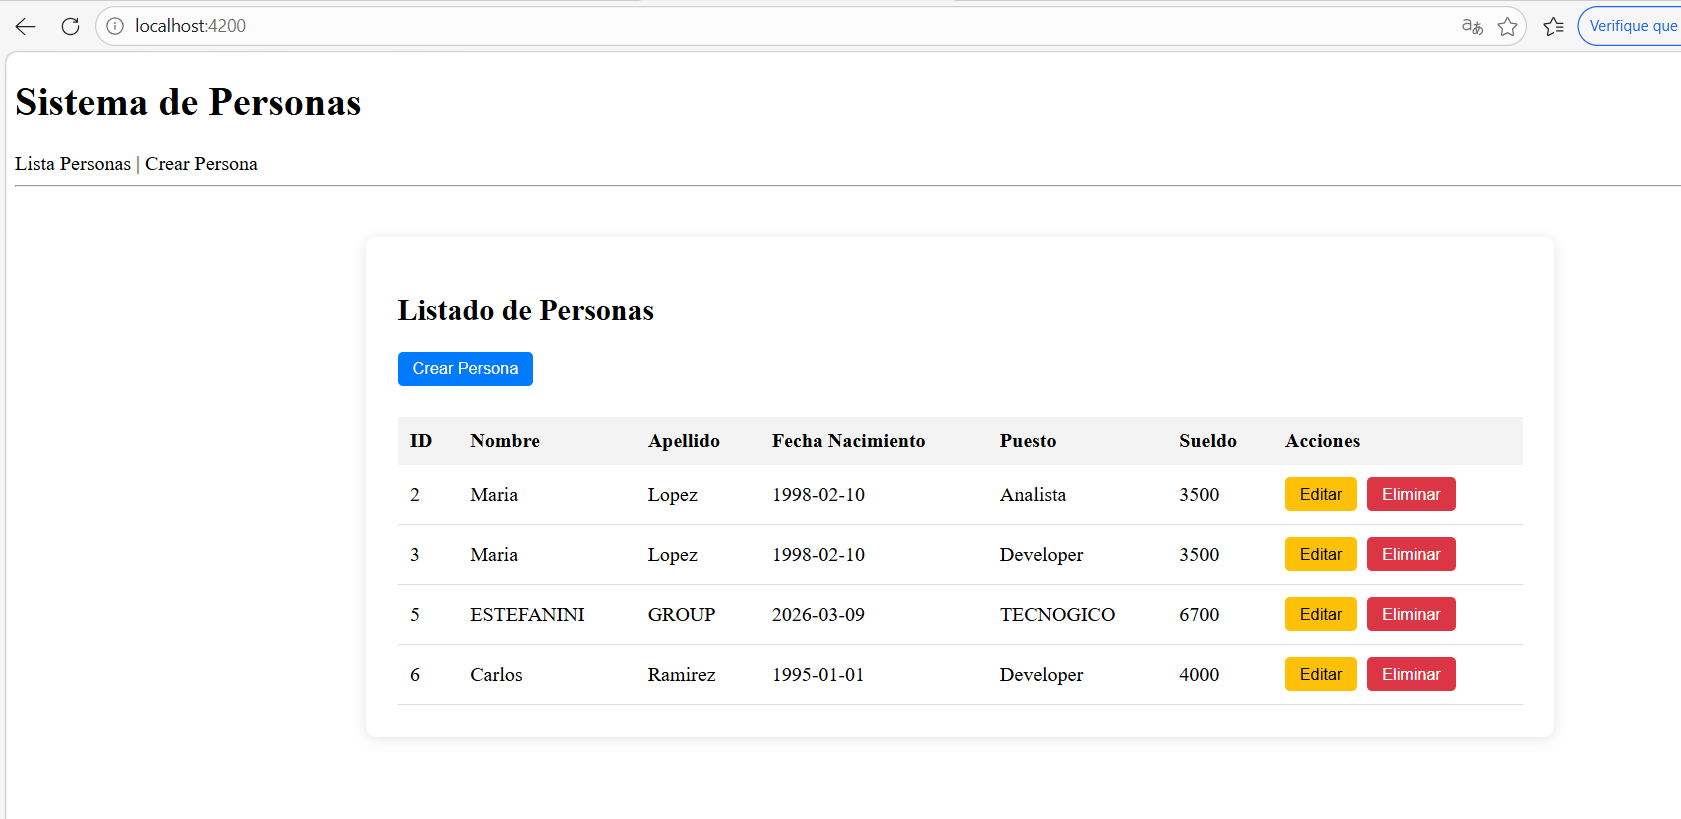 localhost:4200
Verifique que
Sistema de Personas
Lista Personas | Crear Persona
Listado de Personas
Crear Persona
ID Nombre Apellido Fecha Nacimiento Puesto Sueldo Acciones
2 Maria Lopez 1998-02-10 Analista 3500 Editar Eliminar
3 Maria Lopez 1998-02-10 Developer 3500 Editar Eliminar
5 ESTEFANINI GROUP 2026-03-09 TECNOGICO 6700 Editar Eliminar
6 Carlos Ramirez 1995-01-01 Developer 4000 Editar Eliminar